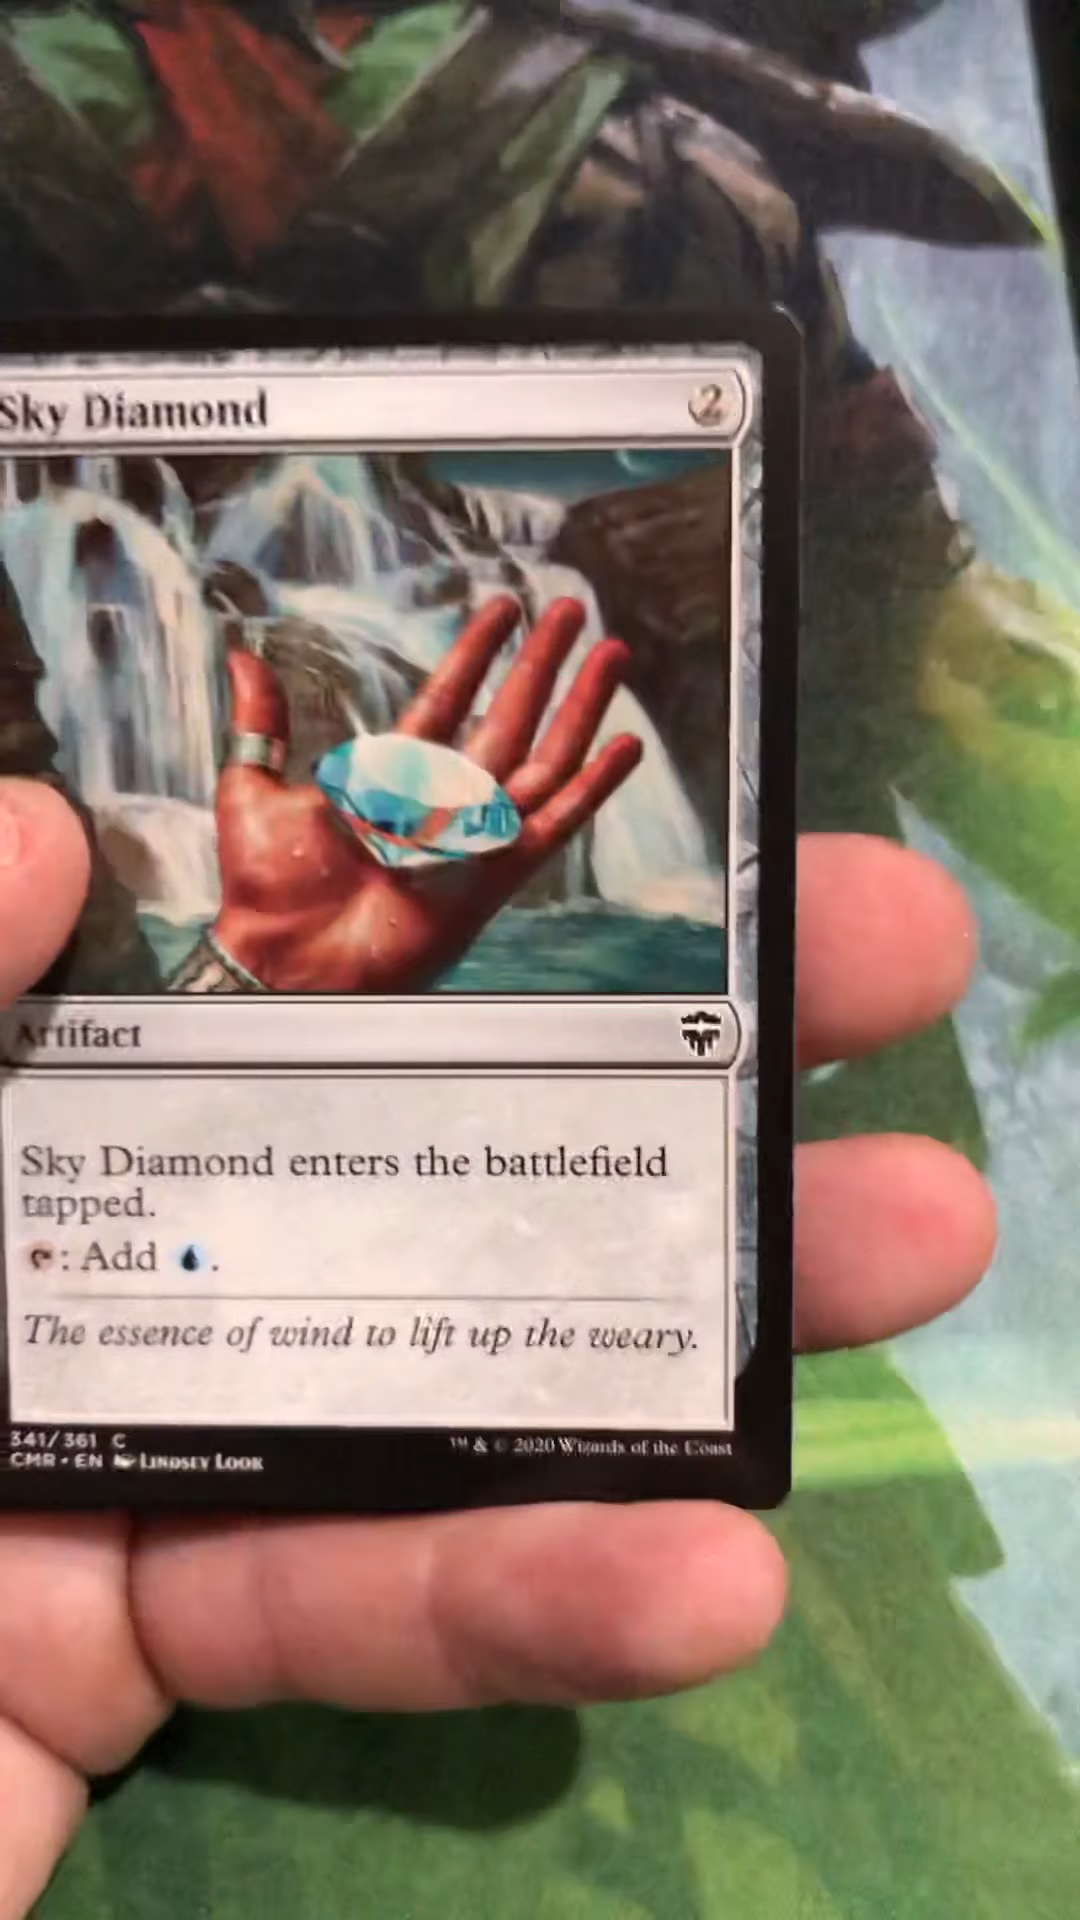 Sky Diamond 2
Artifact
Sky Diamond enters the battlefield
tapped.
: Add .
The essence of wind to lift up the weary.
341/361 C
CMR • EN LINDSEY LOOK
™ & © 2020 Wizards of the Coast